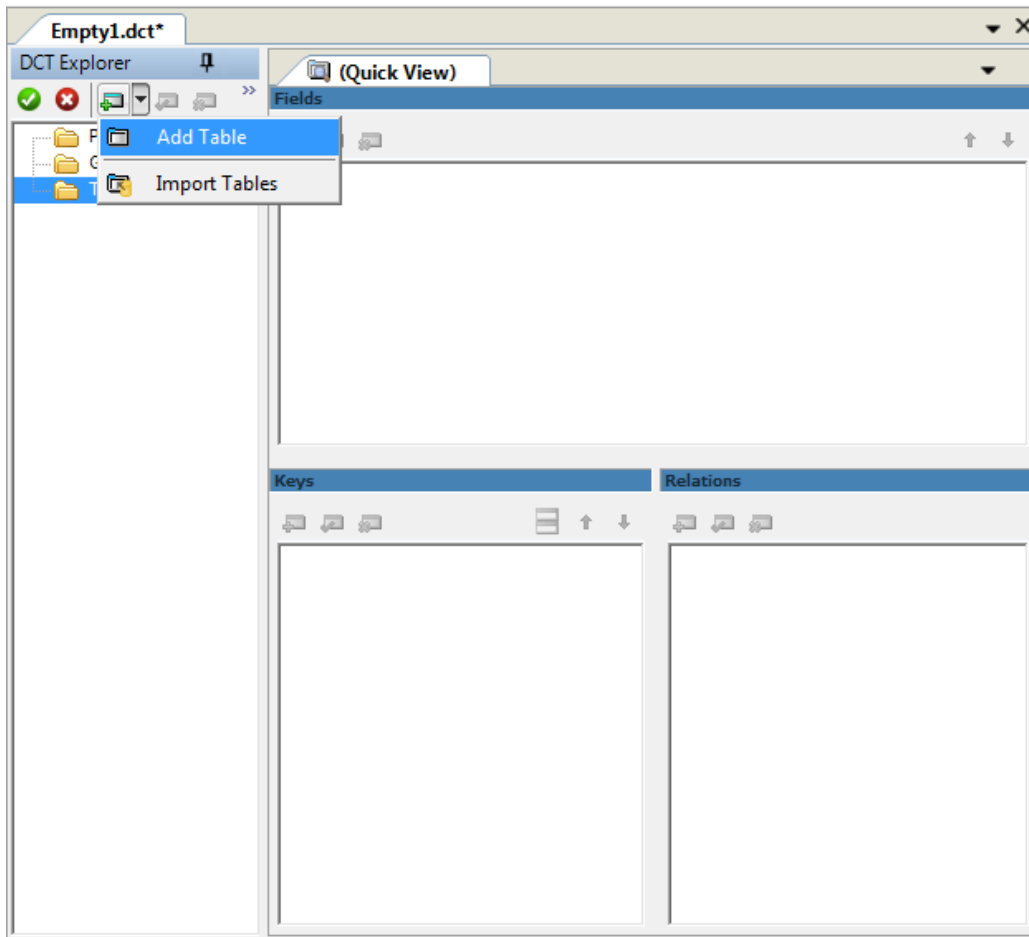 Empty1.dct*
DCT Explorer
(Quick View)
Fields
P
Add Table
G
Import Tables
T
Keys
Relations